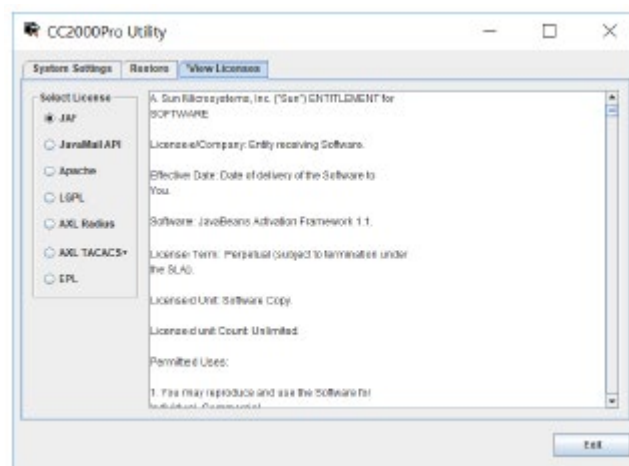 CC2000Pro Utility
System Settings Restore View Licenses
Select License
JAF
JavaMail API
Apache
LGPL
AXL Radius
AXL TACACS+
EPL
A. Sun Microsystems, Inc. ("Sun") ENTITLEMENT for
SOFTWARE
Licensee/Company: Entity receiving Software.
Effective Date: Date of delivery of the Software to
You.
Software: JavaBeans Activation Framework 1.1.
License Term: Perpetual (subject to termination under
the SLA).
Licensed Unit: Software Copy.
Licensed unit Count: Unlimited.
Permitted Uses:
1. You may reproduce and use the Software for
Individual, Commercial,
Exit